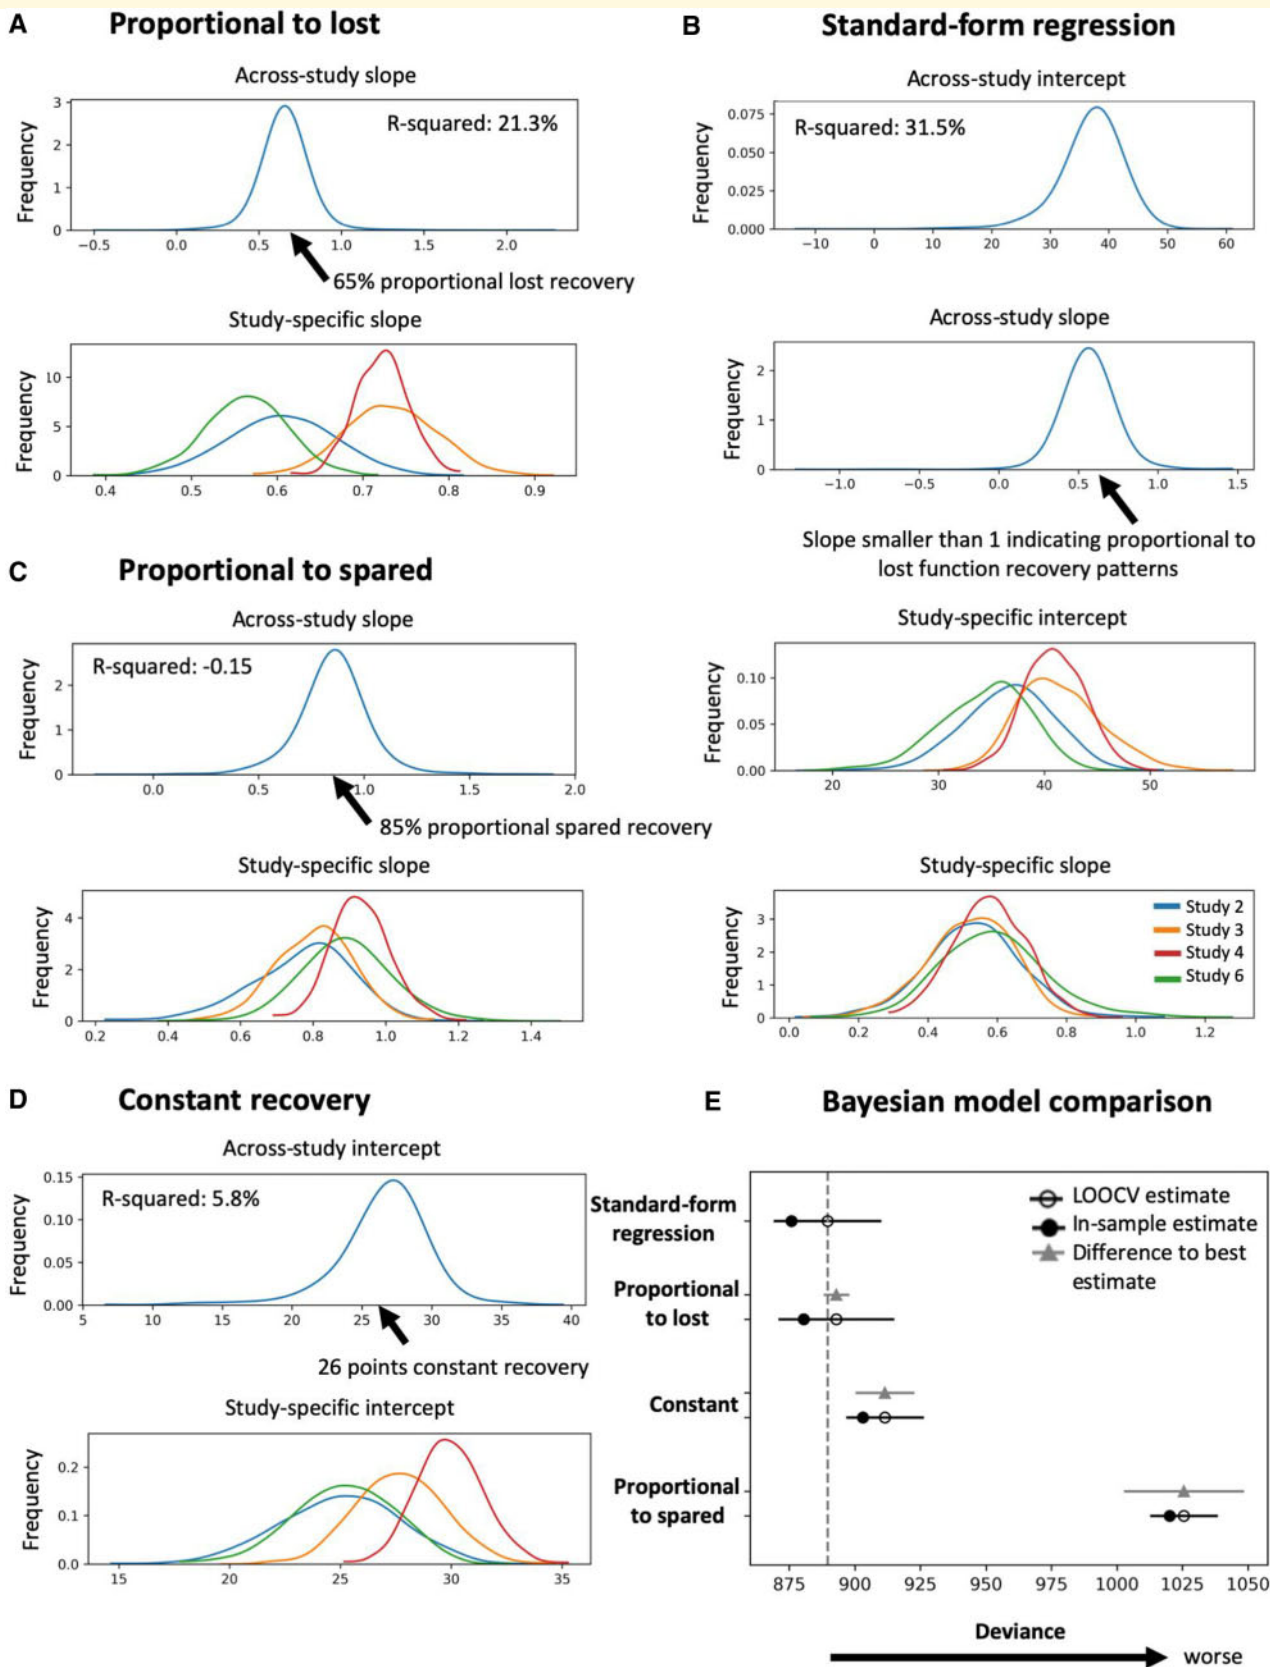 A
Proportional to lost
Across-study slope
3
2
1
0
Frequency
R-squared: 21.3%
−0.5 0.0 0.5 1.0 1.5 2.0
65% proportional lost recovery
Study-specific slope
10
5
0
Frequency
0.4 0.5 0.6 0.7 0.8 0.9
B
Standard-form regression
Across-study intercept
0.075
0.050
0.025
0.000
Frequency
R-squared: 31.5%
−10 0 10 20 30 40 50 60
Across-study slope
2
1
0
Frequency
−1.0 −0.5 0.0 0.5 1.0 1.5
Slope smaller than 1 indicating proportional to
lost function recovery patterns
Study-specific intercept
0.10
0.05
0.00
Frequency
20 30 40 50
Study-specific slope
3
2
1
0
Frequency
Study 2
Study 3
Study 4
Study 6
0.0 0.2 0.4 0.6 0.8 1.0 1.2
C
Proportional to spared
Across-study slope
2
1
0
Frequency
R-squared: -0.15
0.0 0.5 1.0 1.5 2.0
85% proportional spared recovery
Study-specific slope
4
2
0
Frequency
0.2 0.4 0.6 0.8 1.0 1.2 1.4
D
Constant recovery
Across-study intercept
0.15
0.10
0.05
0.00
Frequency
R-squared: 5.8%
5 10 15 20 25 30 35 40
26 points constant recovery
Study-specific intercept
0.2
0.1
0.0
Frequency
15 20 25 30 35
E
Bayesian model comparison
Standard-form
regression
Proportional
to lost
Constant
Proportional
to spared
LOOCV estimate
In-sample estimate
Difference to best
estimate
875 900 925 950 975 1000 1025 1050
Deviance
worse